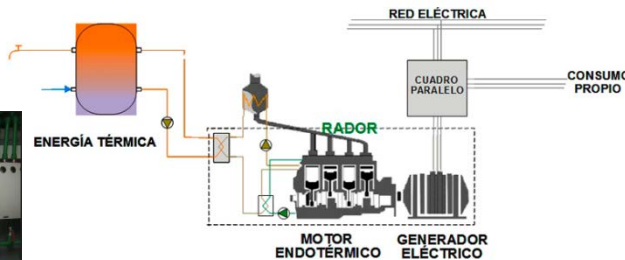 RED ELÉCTRICA
CUADRO
PARALELO
CONSUMO
PROPIO
ENERGÍA TÉRMICA
RADOR
MOTOR
ENDOTÉRMICO
GENERADOR
ELÉCTRICO